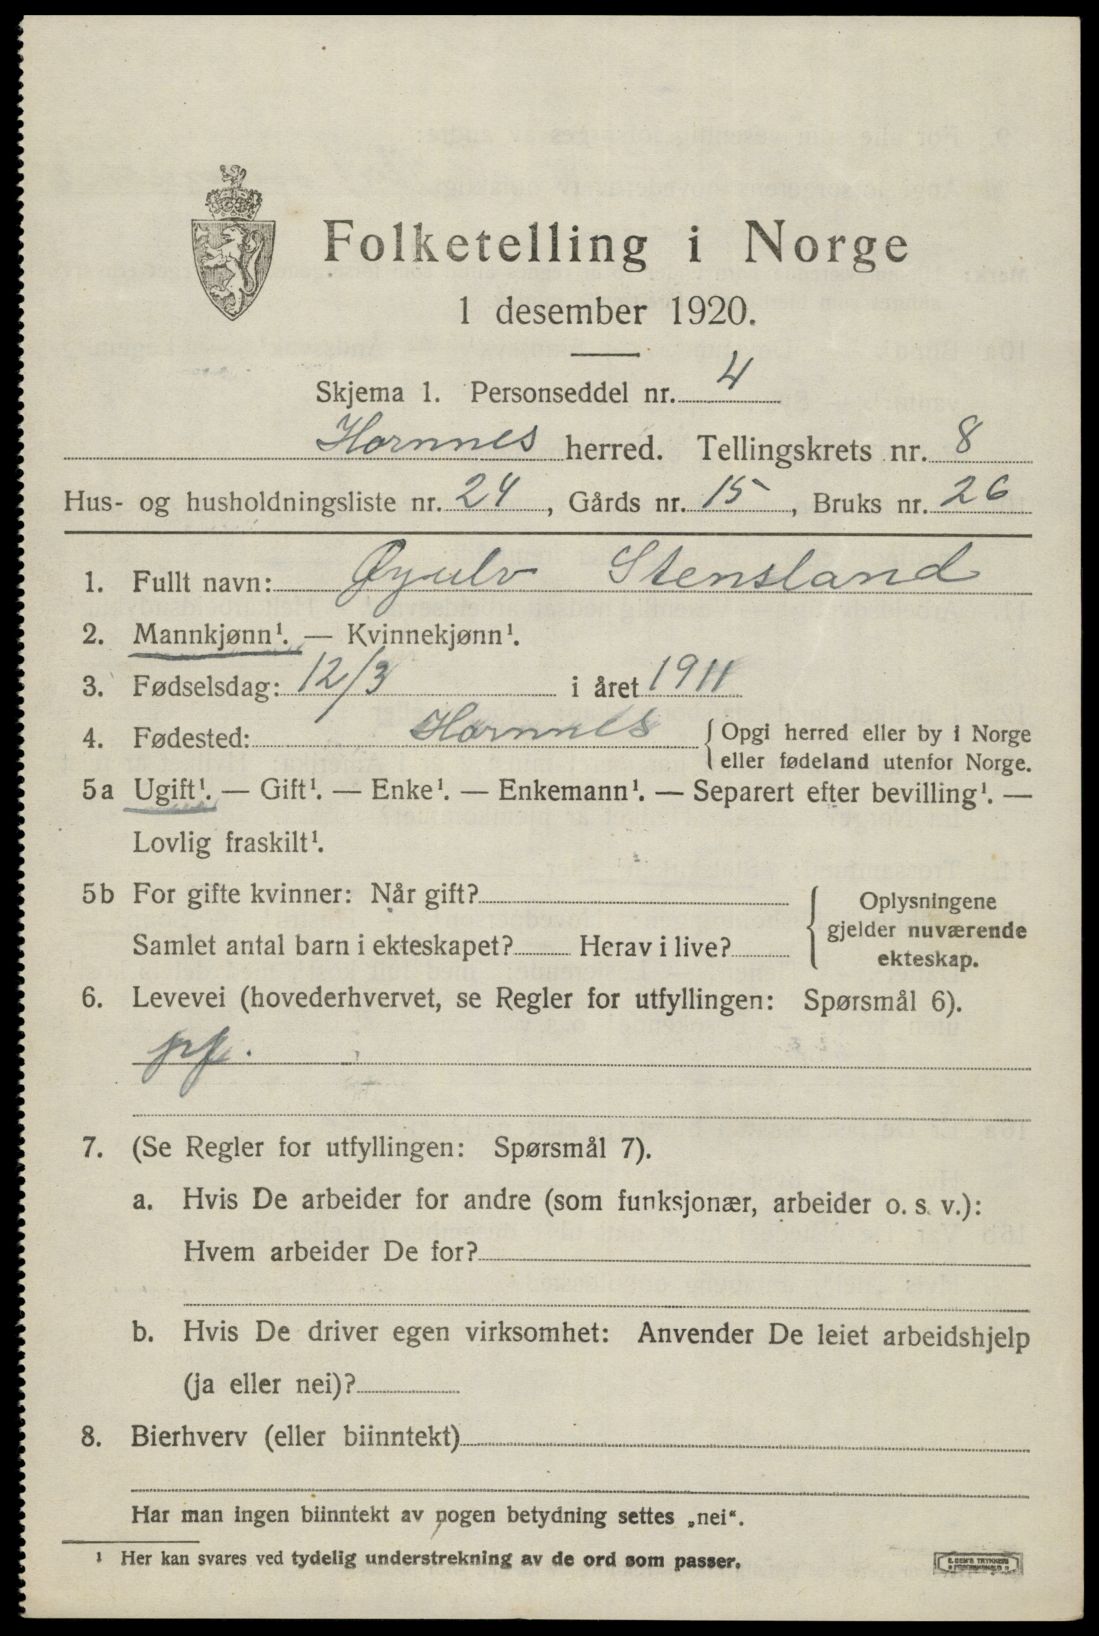 Folketelling i Norge
1 desember 1920.
Skjema 1. Personseddel nr. 4
Hornnes herred. Tellingskrets nr. 8
Hus- og husholdningsliste nr. 24, Gårds nr. 15, Bruks nr. 26
1. Fullt navn: Øyulv Stensland
2. Mannkjønn¹. — Kvinnekjønn¹.
3. Fødselsdag: 12/3 i året 1911
4. Fødested: Hornnes { Opgi herred eller by i Norge
eller fødeland utenfor Norge.
5a Ugift¹. — Gift¹. — Enke¹. — Enkemann¹. — Separert efter bevilling¹. —
Lovlig fraskilt¹.
5b For gifte kvinner: Når gift?
Samlet antal barn i ekteskapet? Herav i live?
{ Oplysningene
gjelder nuværende
ekteskap.
6. Levevei (hovederhvervet, se Regler for utfyllingen: Spørsmål 6).
pp.
7. (Se Regler for utfyllingen: Spørsmål 7).
a. Hvis De arbeider for andre (som funksjonær, arbeider o. s. v.):
Hvem arbeider De for?
b. Hvis De driver egen virksomhet: Anvender De leiet arbeidshjelp
(ja eller nei)?
8. Bierhverv (eller biinntekt)
Har man ingen biinntekt av nogen betydning settes „nei“.
¹ Her kan svares ved tydelig understrekning av de ord som passer.